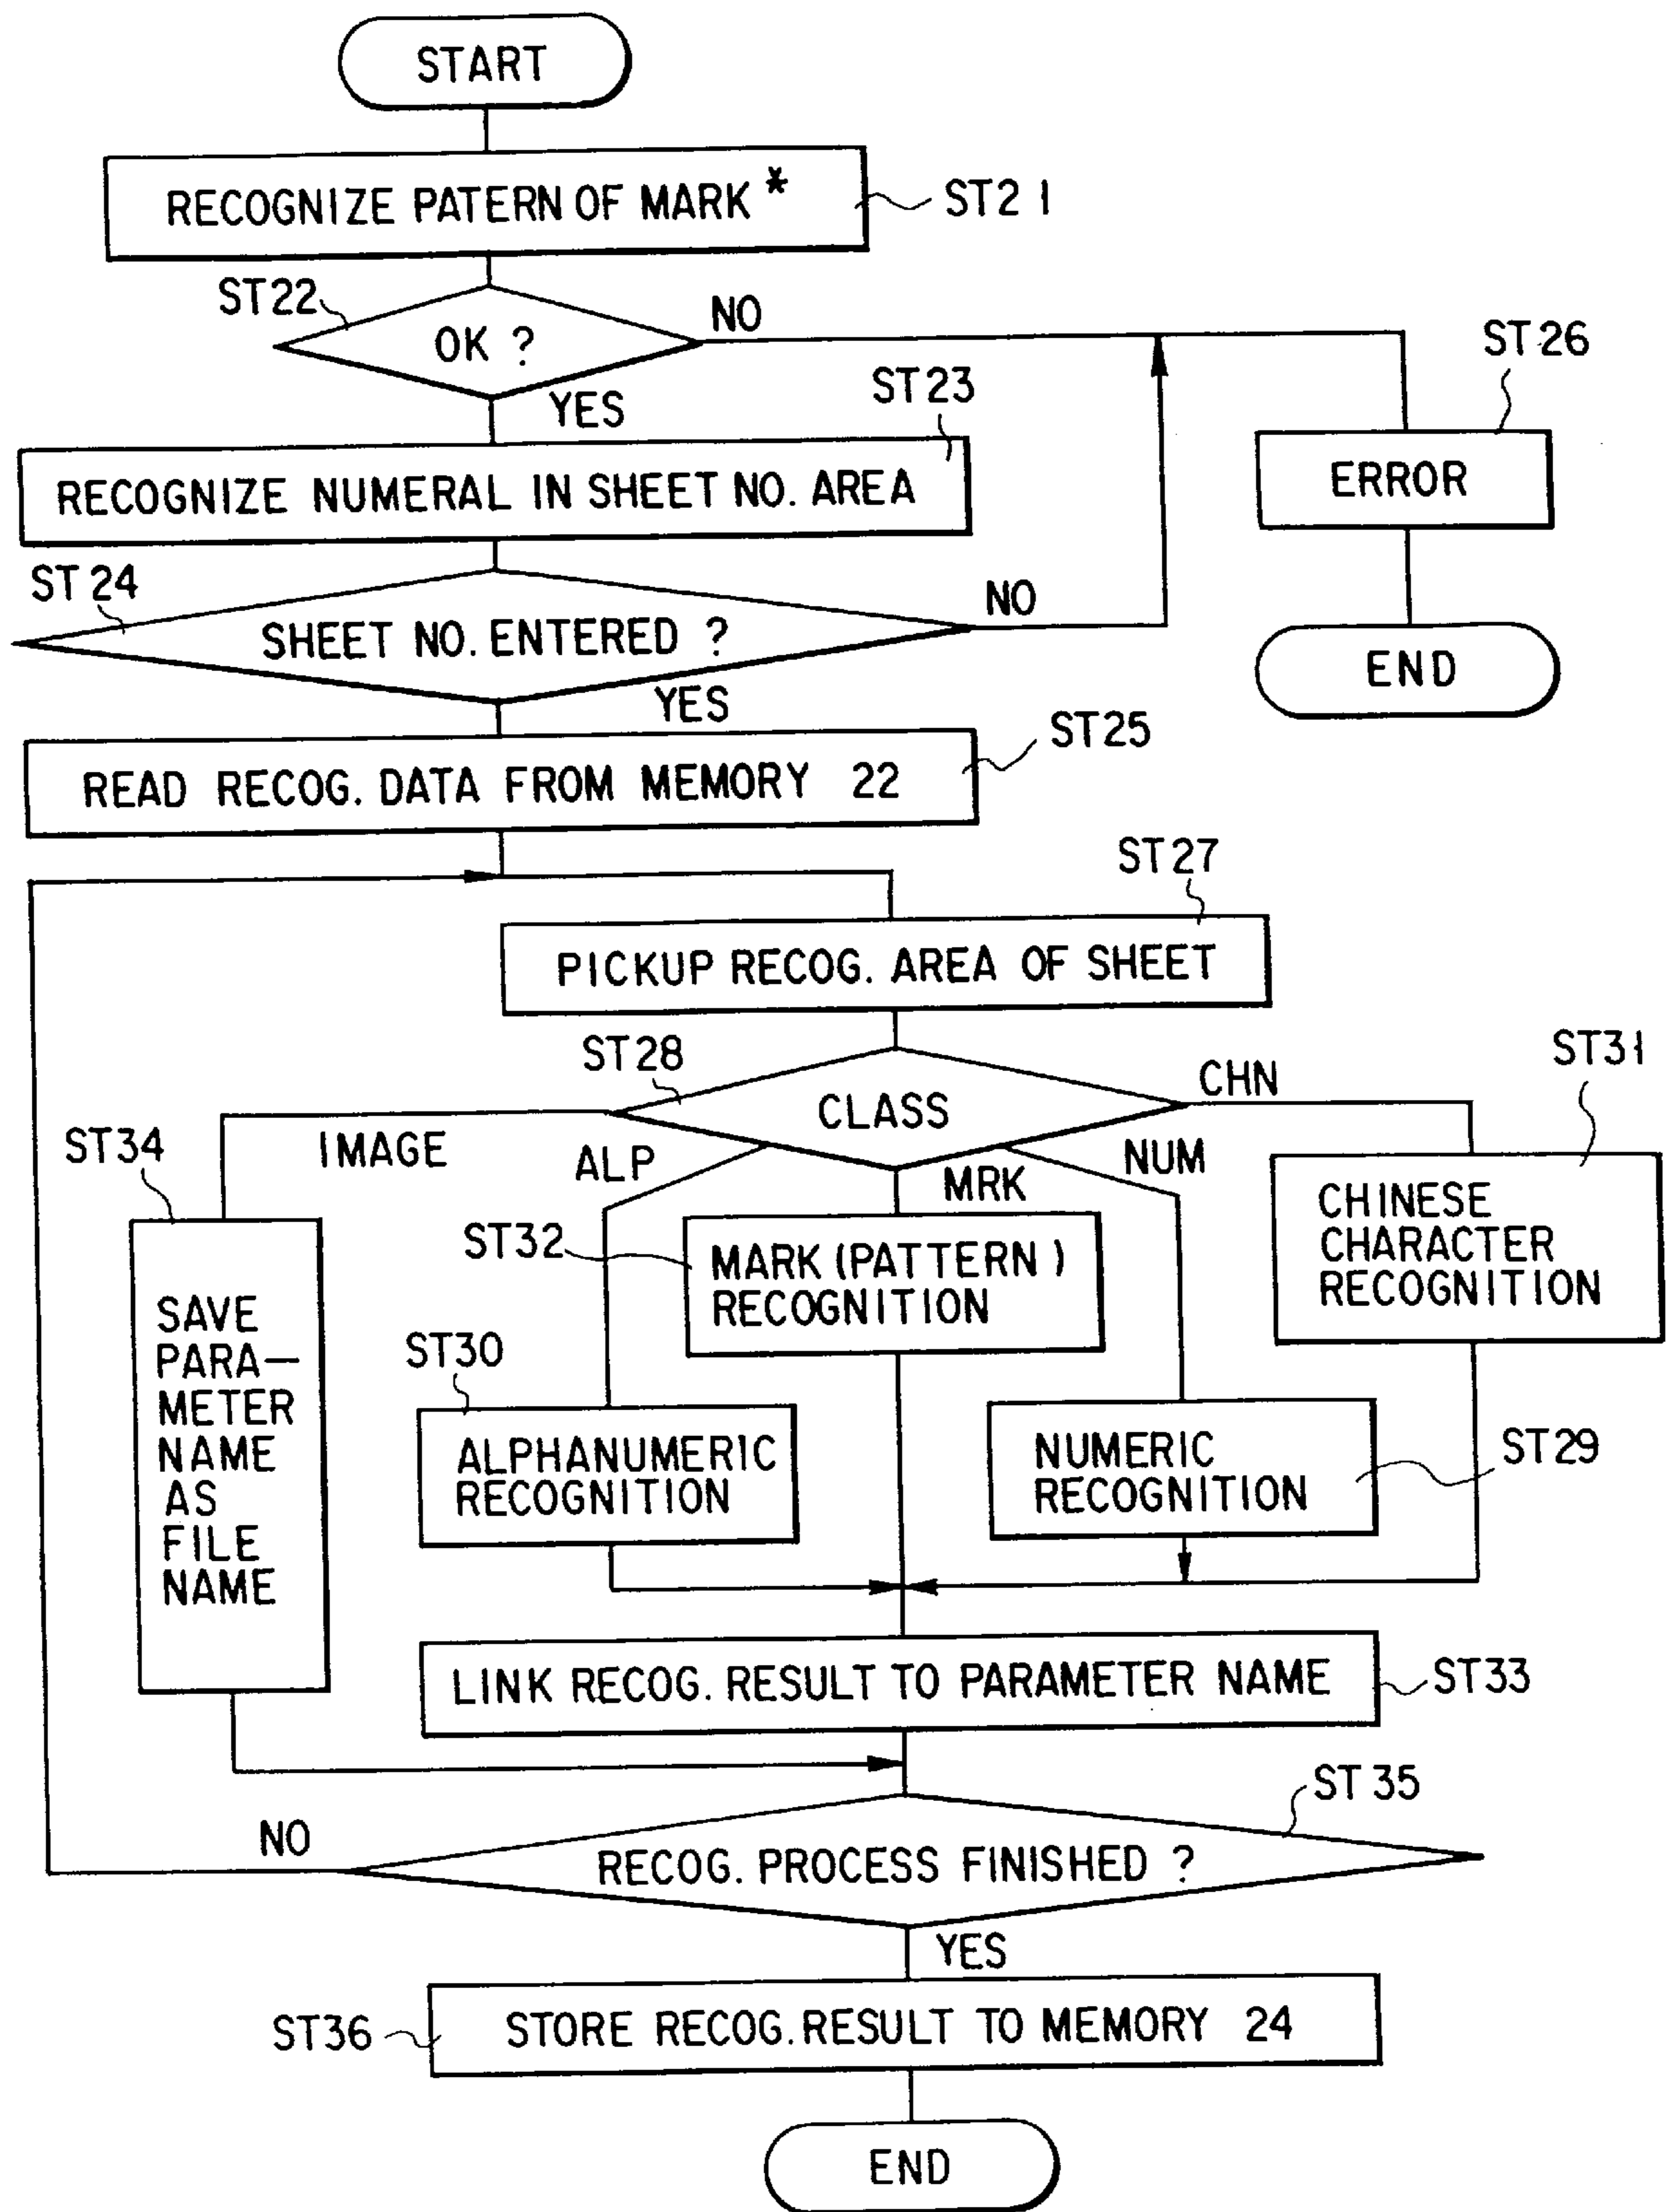 START
RECOGNIZE PATERN OF MARK *
ST21
ST22
OK ?
NO
YES
ST23
ST26
RECOGNIZE NUMERAL IN SHEET NO. AREA
ERROR
ST24
SHEET NO. ENTERED ?
NO
END
YES
ST25
READ RECOG. DATA FROM MEMORY 22
ST27
PICKUP RECOG. AREA OF SHEET
ST28
CLASS
CHN
ST31
ST34
IMAGE
ALP
MRK
NUM
CHINESE
CHARACTER
RECOGNITION
ST32
MARK (PATTERN)
RECOGNITION
SAVE
PARA-
METER
NAME
AS
FILE
NAME
ST30
ALPHANUMERIC
RECOGNITION
NUMERIC
RECOGNITION
ST29
LINK RECOG. RESULT TO PARAMETER NAME
ST33
ST35
NO
RECOG. PROCESS FINISHED ?
YES
ST36
STORE RECOG. RESULT TO MEMORY 24
END